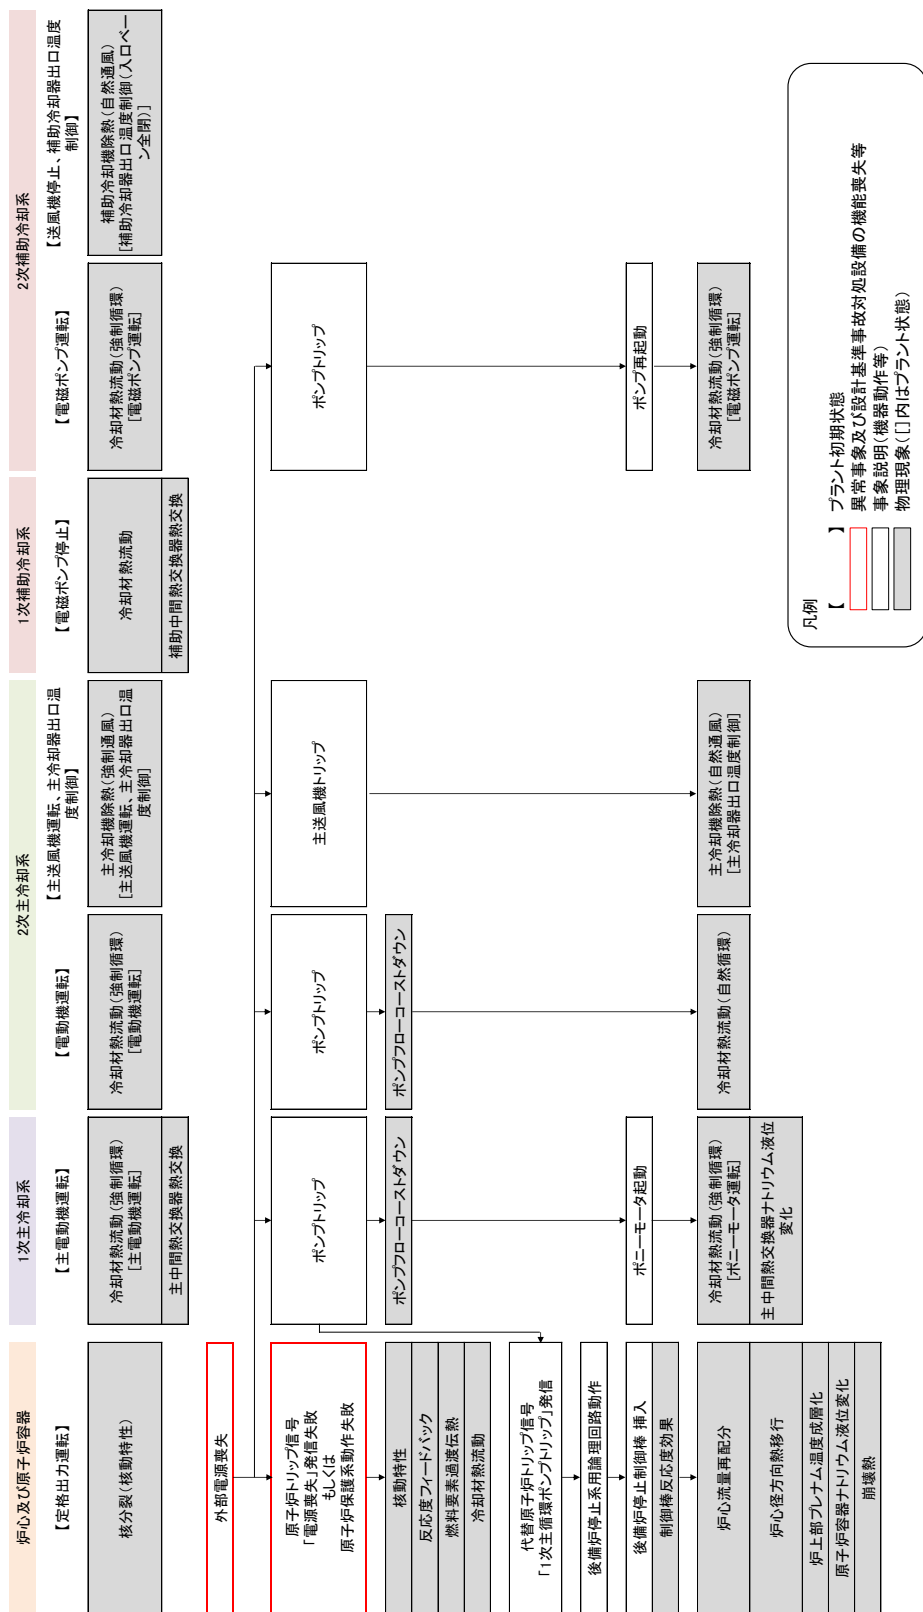 炉心及び原子炉容器
1次主冷却系
2次主冷却系
1次補助冷却系
2次補助冷却系
【定格出力運転】
【主電動機運転】
【電動機運転】
【主送風機運転、主冷却器出口温
度制御】
【電磁ポンプ停止】
【電磁ポンプ運転】
【送風機停止、補助冷却器出口温度
制御】
核分裂(核動特性)
冷却材熱流動(強制循環)
[主電動機運転]
主中間熱交換器熱交換
冷却材熱流動(強制循環)
[電動機運転]
主冷却機除熱(強制通風)
[主送風機運転、主冷却器出口温
度制御]
冷却材熱流動
補助中間熱交換器熱交換
冷却材熱流動(強制循環)
[電磁ポンプ運転]
補助冷却機除熱(自然通風)
[補助冷却器出口温度制御(入口ベー
ン全閉)]
外部電源喪失
原子炉トリップ信号
「電源喪失」発信失敗
もしくは
原子炉保護系動作失敗
ポンプトリップ
ポンプトリップ
主送風機トリップ
ポンプトリップ
核動特性
反応度フィードバック
燃料要素過渡伝熱
冷却材熱流動
ポンプフローコーストダウン
ポンプフローコーストダウン
代替原子炉トリップ信号
「1次主循環ポンプトリップ」発信
後備炉停止系用論理回路動作
後備炉停止制御棒 挿入
制御棒反応度効果
ポニーモータ起動
ポンプ再起動
炉心流量再配分
炉心径方向熱移行
炉上部プレナム温度成層化
原子炉容器ナトリウム液位変化
崩壊熱
冷却材熱流動(強制循環)
[ポニーモータ運転]
主中間熱交換器ナトリウム液位
変化
冷却材熱流動(自然循環)
主冷却機除熱(自然通風)
[主冷却器出口温度制御]
冷却材熱流動(強制循環)
[電磁ポンプ運転]
凡例
【 】 プラント初期状態
異常事象及び設計基準事故対処設備の機能喪失等
事象説明(機器動作等)
物理現象([ ]内はプラント状態)